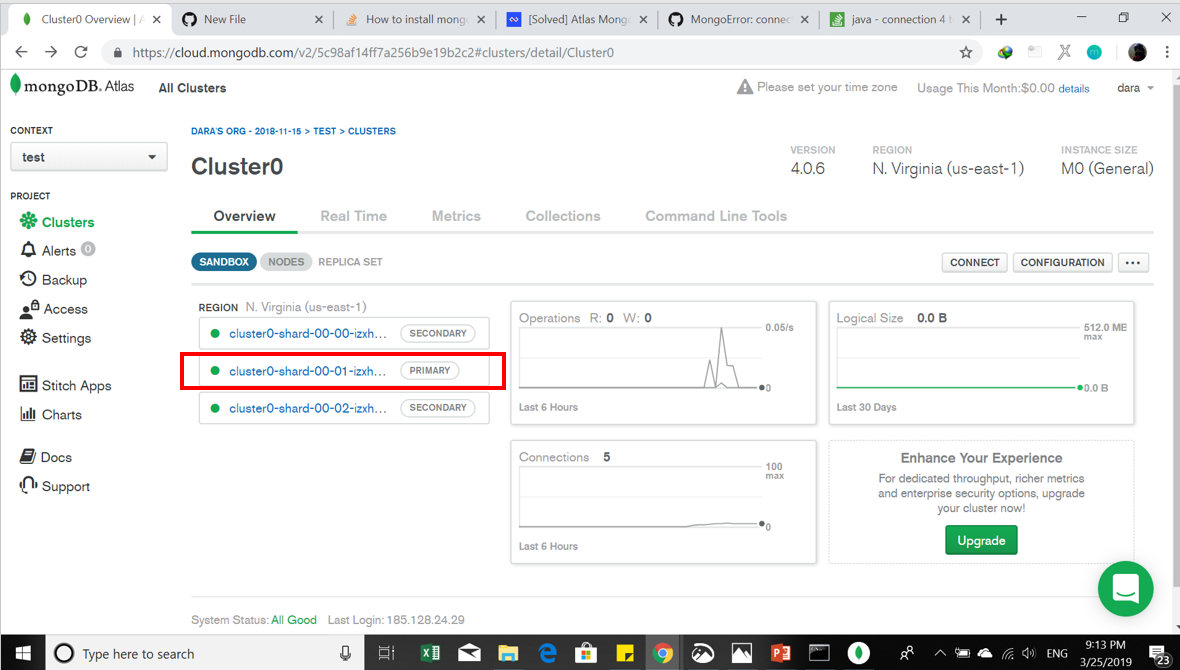 Cluster0 Overview |
New File
How to install mong
[Solved] Atlas Mong
MongoError: connec
java - connection 4 t
https://cloud.mongodb.com/v2/5c98af14ff7a256b9e19b2c2#clusters/detail/Cluster0
mongoDB. Atlas
All Clusters
Please set your time zone
Usage This Month:$0.00 details
dara
CONTEXT
test
PROJECT
Clusters
Alerts 0
Backup
Access
Settings
Stitch Apps
Charts
Docs
Support
DARA'S ORG - 2018-11-15 > TEST > CLUSTERS
Cluster0
VERSION
4.0.6
REGION
N. Virginia (us-east-1)
INSTANCE SIZE
M0 (General)
Overview
Real Time
Metrics
Collections
Command Line Tools
SANDBOX
NODES
REPLICA SET
CONNECT
CONFIGURATION
...
REGION N. Virginia (us-east-1)
cluster0-shard-00-00-izxh... SECONDARY
cluster0-shard-00-01-izxh... PRIMARY
cluster0-shard-00-02-izxh... SECONDARY
Operations R: 0 W: 0
0.05/s
0
Last 6 Hours
Logical Size 0.0 B
512.0 MB
max
0.0 B
Last 30 Days
Connections 5
100
max
0
Last 6 Hours
Enhance Your Experience
For dedicated throughput, richer metrics
and enterprise security options, upgrade
your cluster now!
Upgrade
System Status: All Good Last Login: 185.128.24.29
Type here to search
ENG
9:13 PM
3/25/2019
23